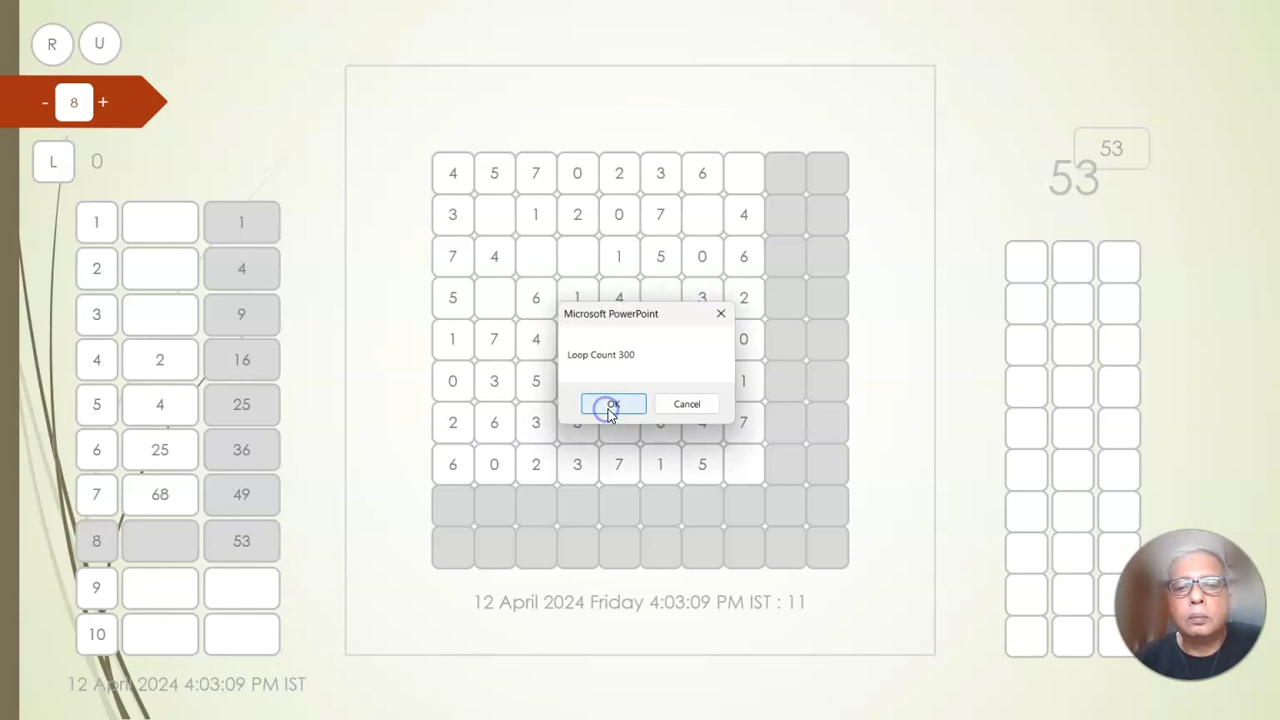 R U
- 8 +
L 0
53
53
1 1
2 4
3 9
4 2 16
5 4 25
6 25 36
7 68 49
8 53
9
10
4 5 7 0 2 3 6
3 1 2 0 7 4
7 4 1 5 0 6
5 6 1 4 3 2
1 7 4 0
0 3 5 1
2 6 3 4 7
6 0 2 3 7 1 5
Microsoft PowerPoint
Loop Count 300
OK Cancel
12 April 2024 Friday 4:03:09 PM IST : 11
12 April 2024 4:03:09 PM IST